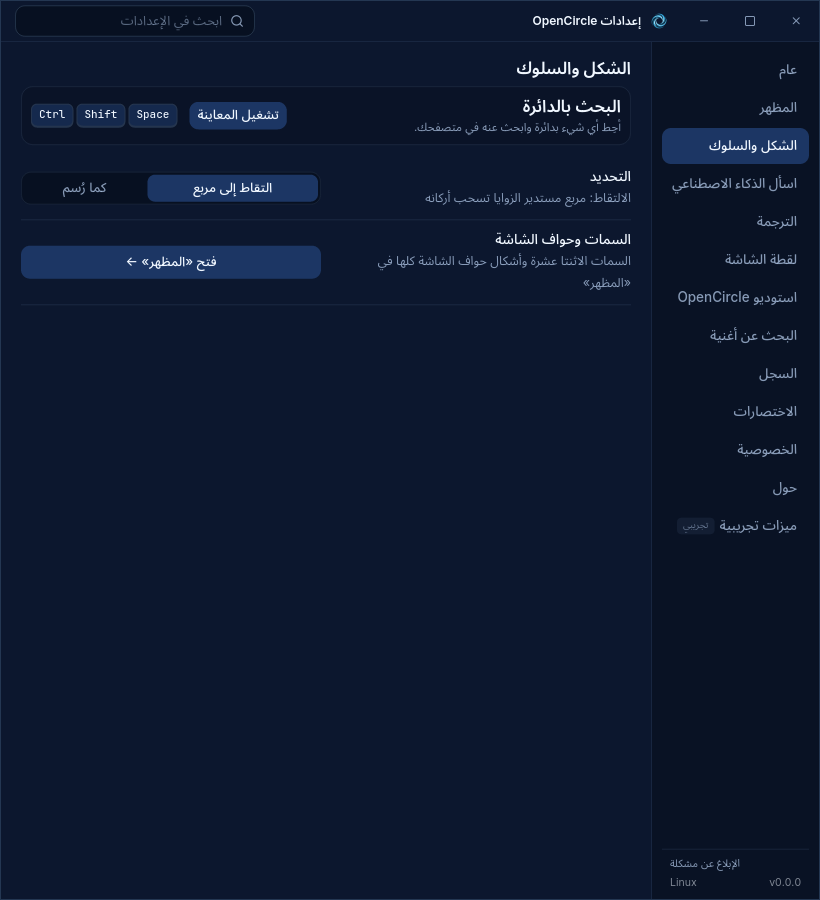 إعدادات OpenCircle
ابحث في الإعدادات
عام
المظهر
الشكل والسلوك
اسأل الذكاء الاصطناعي
الترجمة
لقطة الشاشة
استوديو OpenCircle
البحث عن أغنية
السجل
الاختصارات
الخصوصية
حول
ميزات تجريبية تجريبي
الإبلاغ عن مشكلة
v0.0.0 Linux
الشكل والسلوك
البحث بالدائرة
أحِط أي شيء بدائرة وابحث عنه في متصفحك.
تشغيل المعاينة
Ctrl Shift Space
التحديد
الالتقاط: مربع مستدير الزوايا تسحب أركانه
التقاط إلى مربع
كما رُسم
السمات وحواف الشاشة
السمات الاثنتا عشرة وأشكال حواف الشاشة كلها في
«المظهر»
فتح «المظهر» ←